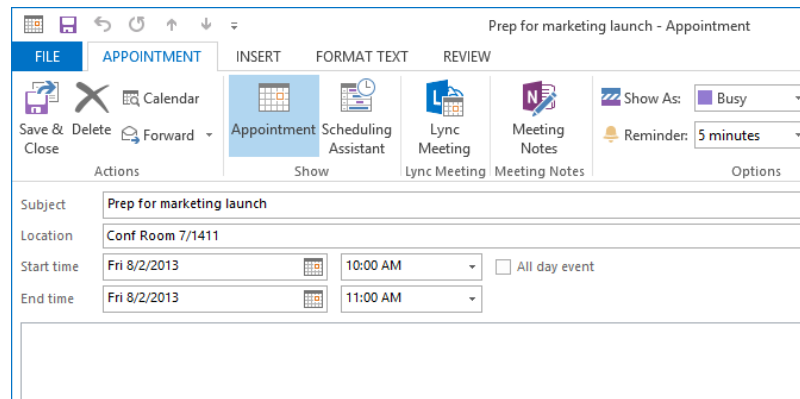 Prep for marketing launch - Appointment
FILE APPOINTMENT INSERT FORMAT TEXT REVIEW
Save & Close Delete Calendar Forward Appointment Scheduling Assistant Lync Meeting Meeting Notes Show As: Busy Reminder: 5 minutes
Actions Show Lync Meeting Meeting Notes Options
Subject Prep for marketing launch
Location Conf Room 7/1411
Start time Fri 8/2/2013 10:00 AM All day event
End time Fri 8/2/2013 11:00 AM